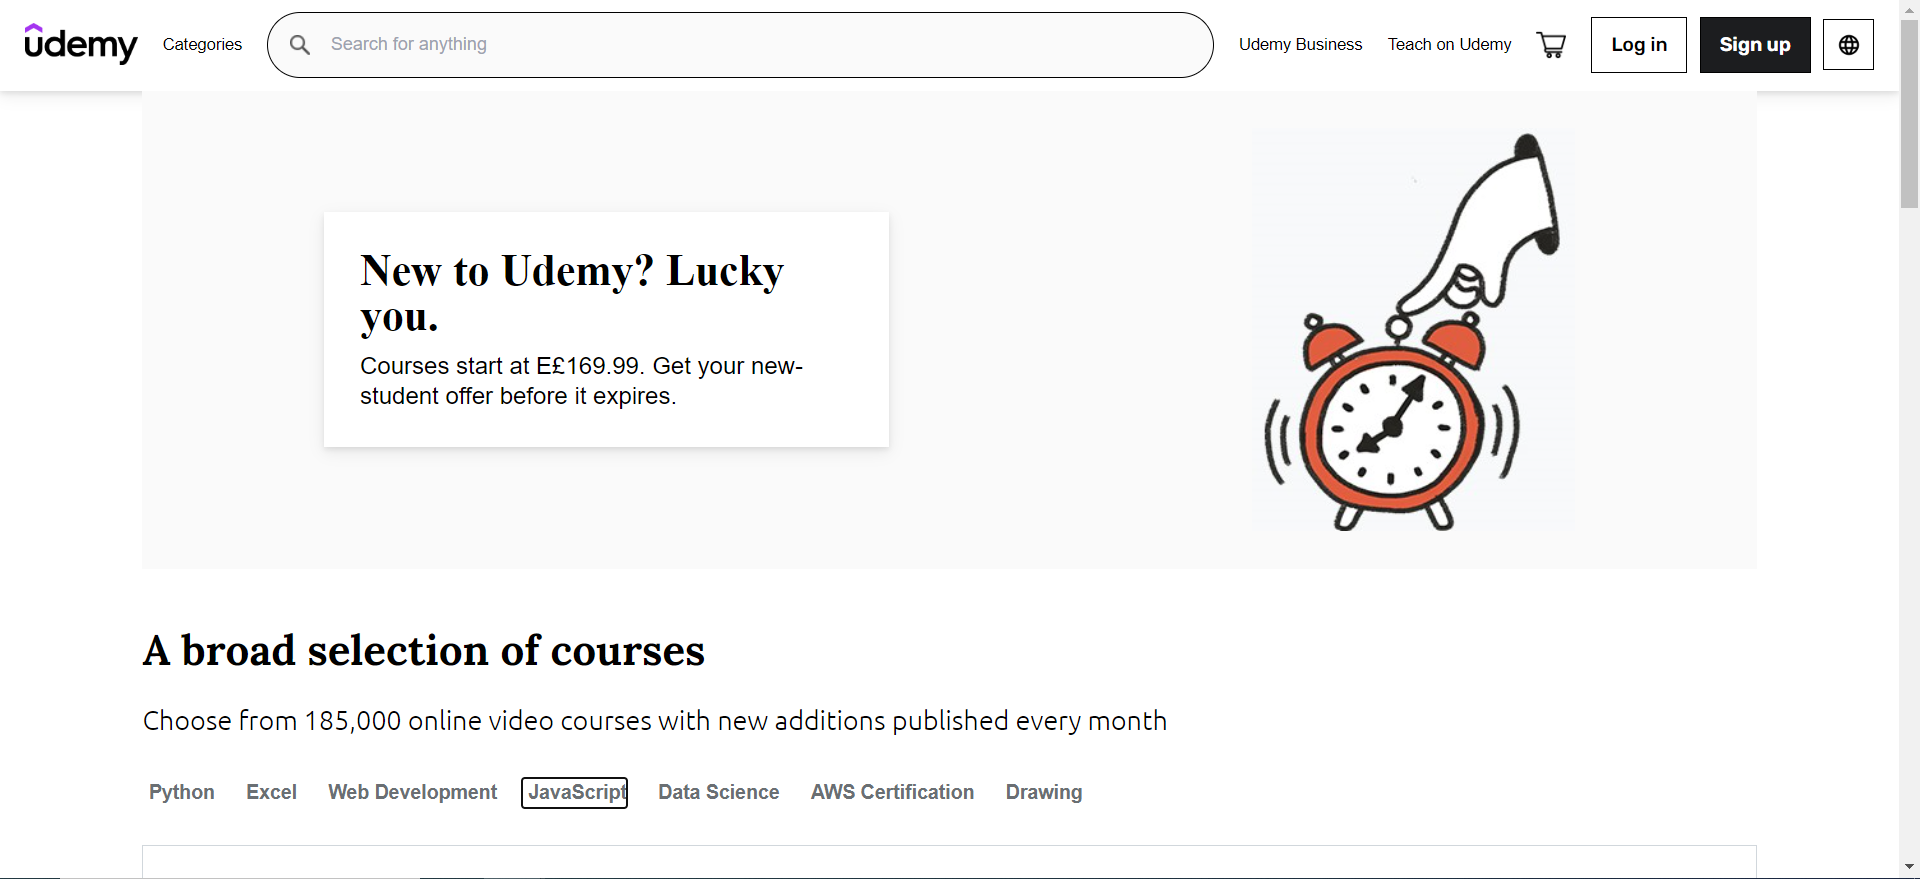 udemy
Categories
Search for anything
Udemy Business
Teach on Udemy
Log in
Sign up
New to Udemy? Lucky
you.
Courses start at E£169.99. Get your new-
student offer before it expires.
A broad selection of courses
Choose from 185,000 online video courses with new additions published every month
Python
Excel
Web Development
JavaScript
Data Science
AWS Certification
Drawing